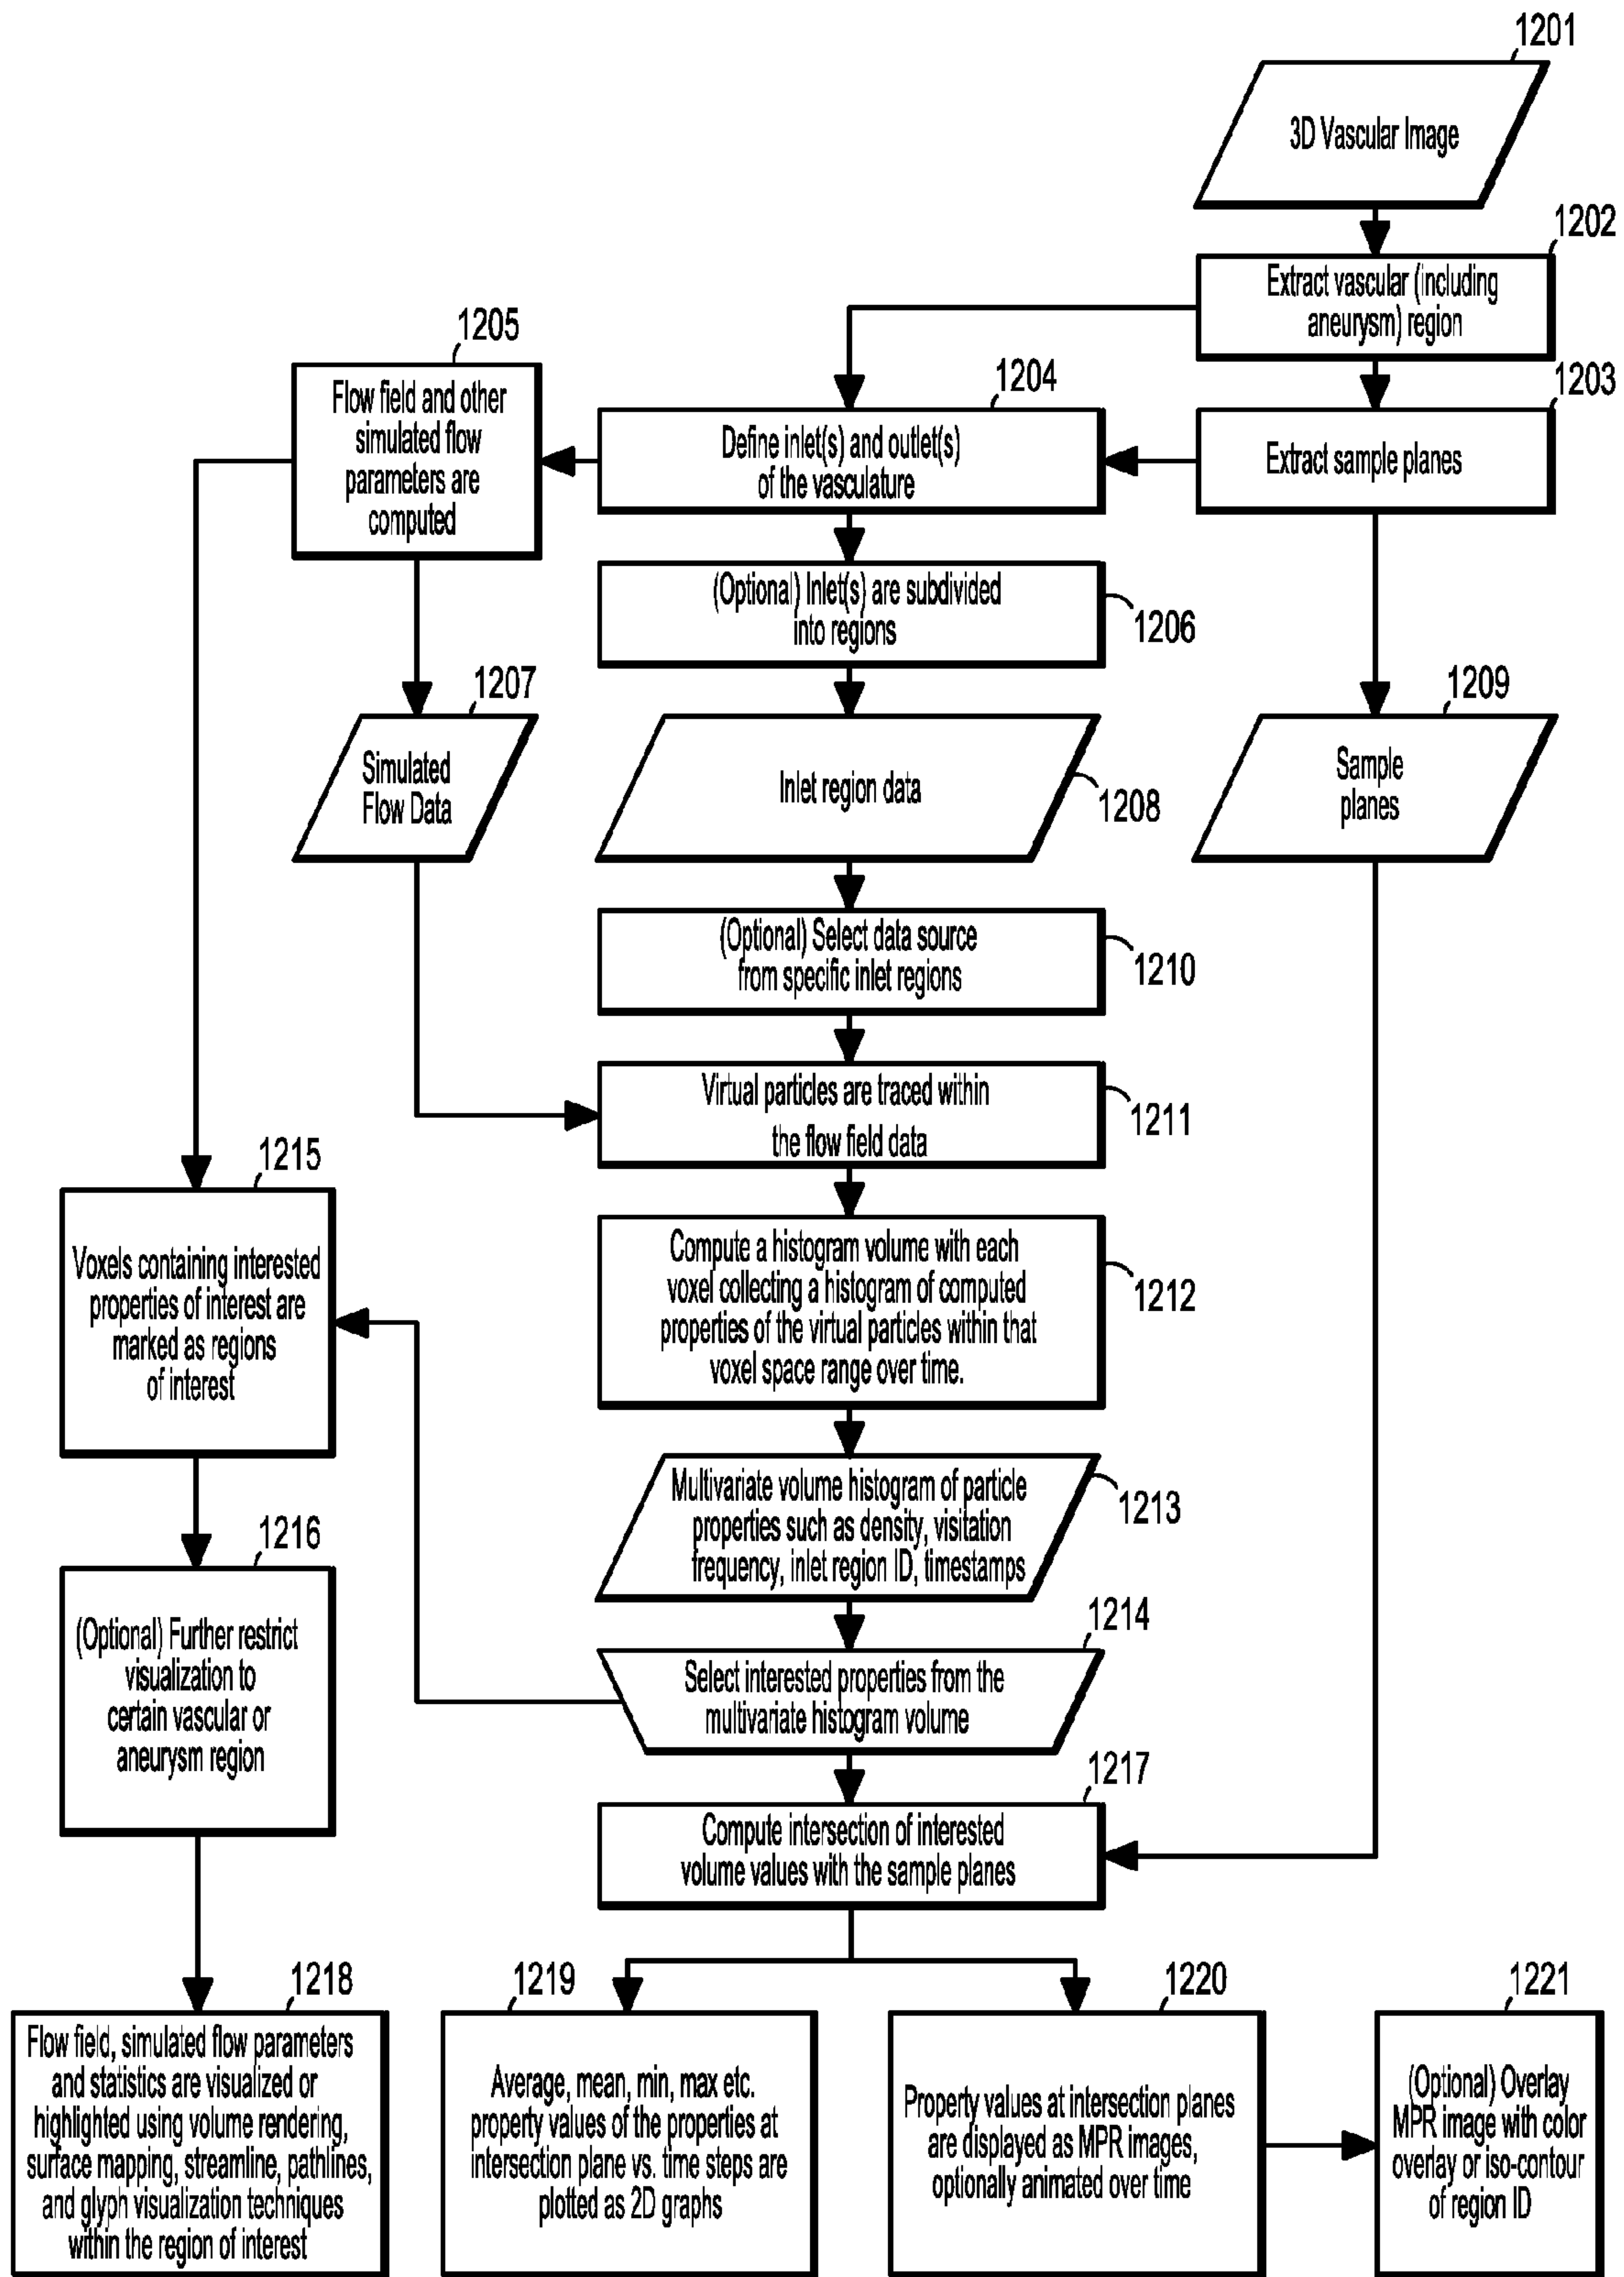 1201
3D Vascular Image
1202
Extract vascular (including
aneurysm) region
1203
Extract sample planes
1204
Define inlet(s) and outlet(s)
of the vasculature
1205
Flow field and other
simulated flow
parameters are
computed
(Optional) Inlet(s) are subdivided
into regions
1206
1207
Simulated
Flow Data
Inlet region data
1208
1209
Sample
planes
(Optional) Select data source
from specific inlet regions
1210
Virtual particles are traced within
the flow field data
1211
Compute a histogram volume with each
voxel collecting a histogram of computed
properties of the virtual particles within that
voxel space range over time.
1212
Multivariate volume histogram of particle
properties such as density, visitation
frequency, inlet region ID, timestamps
1213
1214
Select interested properties from the
multivariate histogram volume
1215
Voxels containing interested
properties of interest are
marked as regions
of interest
1216
(Optional) Further restrict
visualization to
certain vascular or
aneurysm region
1217
Compute intersection of interested
volume values with the sample planes
1218
Flow field, simulated flow parameters
and statistics are visualized or
highlighted using volume rendering,
surface mapping, streamline, pathlines,
and glyph visualization techniques
within the region of interest
1219
Average, mean, min, max etc.
property values of the properties at
intersection plane vs. time steps are
plotted as 2D graphs
1220
Property values at intersection planes
are displayed as MPR images,
optionally animated over time
1221
(Optional) Overlay
MPR image with color
overlay or iso-contour
of region ID